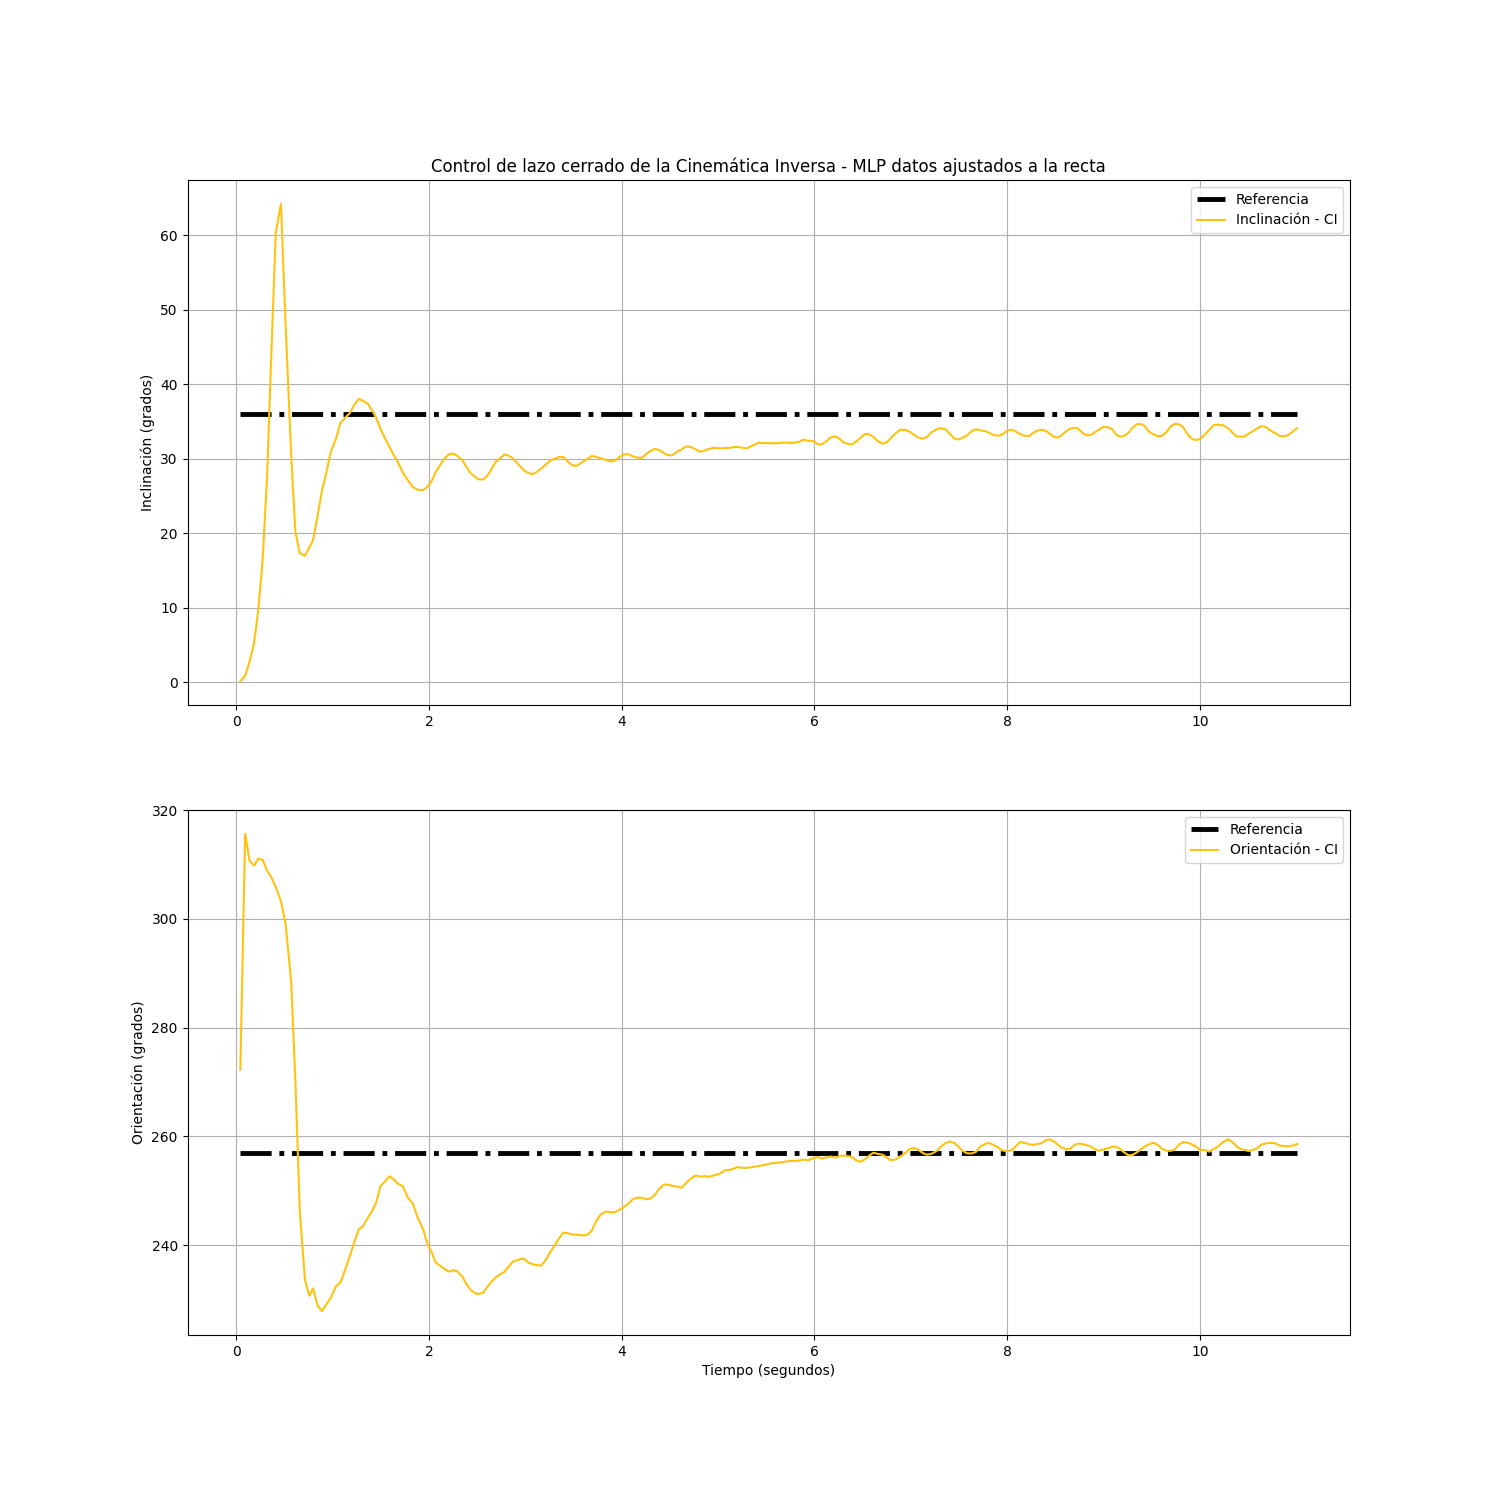 Control de lazo cerrado de la Cinemática Inversa - MLP datos ajustados a la recta
Referencia
Inclinación - CI
Inclinación (grados)
60
50
40
30
20
10
0
0 2 4 6 8 10
Referencia
Orientación - CI
Orientación (grados)
320
300
280
260
240
0 2 4 6 8 10
Tiempo (segundos)